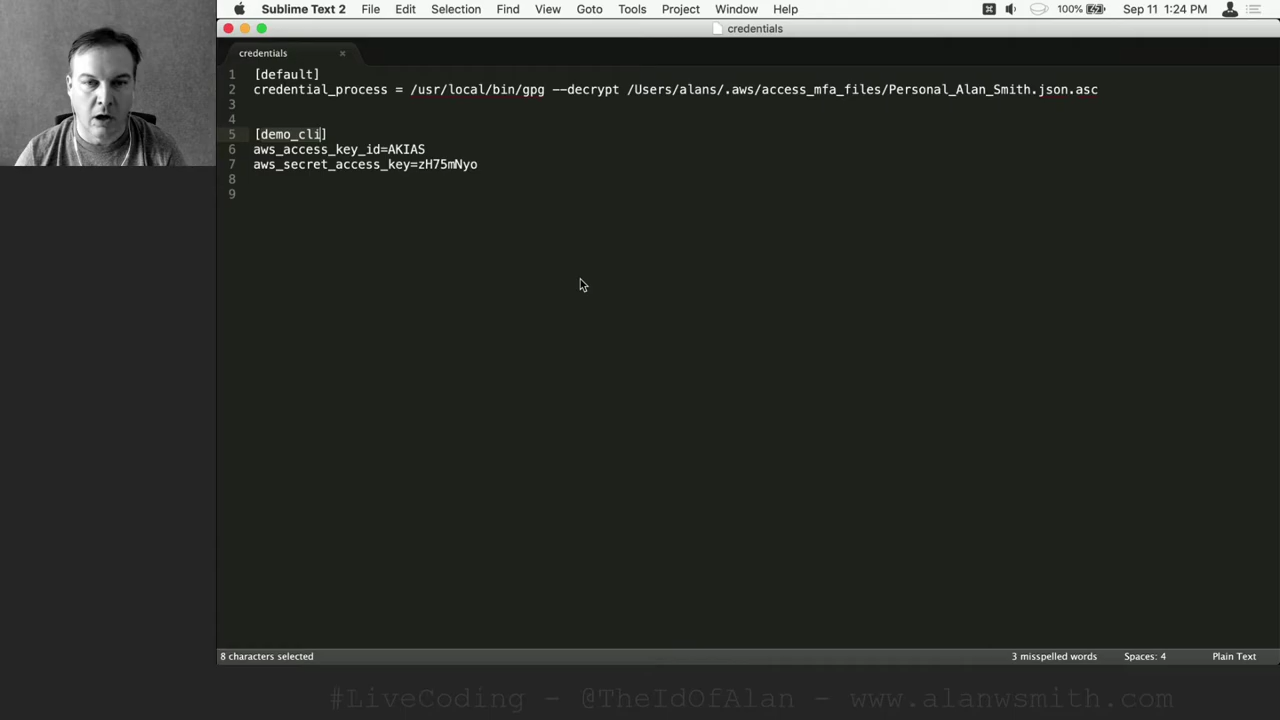 Sublime Text 2 File Edit Selection Find View Goto Tools Project Window Help 100% Sep 11 1:24 PM
credentials
credentials
1 [default]
2 credential_process = /usr/local/bin/gpg --decrypt /Users/alans/.aws/access_mfa_files/Personal_Alan_Smith.json.asc
3
4
5 [demo_cli]
6 aws_access_key_id=AKIAS
7 aws_secret_access_key=zH75mNyo
8
9
8 characters selected 3 misspelled words Spaces: 4 Plain Text
#LiveCoding - @TheIdOfAlan - www.alanwsmith.com